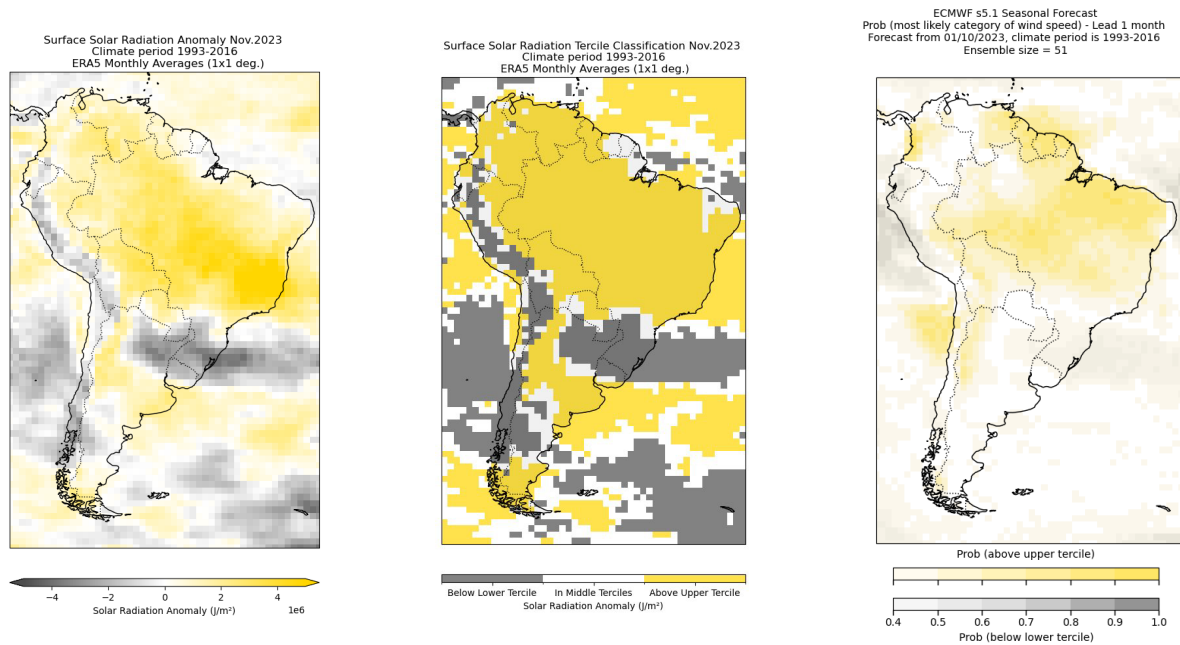 Surface Solar Radiation Anomaly Nov.2023
Climate period 1993-2016
ERA5 Monthly Averages (1x1 deg.)
−4
−2
0
2
4
1e6
Solar Radiation Anomaly (J/m²)
Surface Solar Radiation Tercile Classification Nov.2023
Climate period 1993-2016
ERA5 Monthly Averages (1x1 deg.)
Below Lower Tercile
In Middle Terciles
Above Upper Tercile
Solar Radiation Anomaly (J/m²)
ECMWF s5.1 Seasonal Forecast
Prob (most likely category of wind speed) - Lead 1 month
Forecast from 01/10/2023, climate period is 1993-2016
Ensemble size = 51
Prob (above upper tercile)
0.4
0.5
0.6
0.7
0.8
0.9
1.0
Prob (below lower tercile)